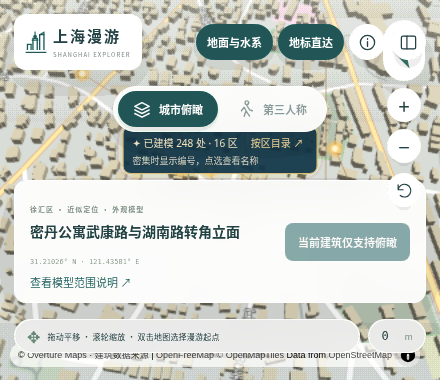 上海漫游
SHANGHAI EXPLORER
地面与水系
地标直达
城市俯瞰
第三人称
✦ 已建模 248 处 · 16 区 按区目录 ↗
密集时显示编号，点选查看名称
徐汇区 · 近似定位 · 外观模型
密丹公寓武康路与湖南路转角立面
31.21026° N · 121.43581° E
查看模型范围说明 ↗
当前建筑仅支持俯瞰
拖动平移 · 滚轮缩放 · 双击地图选择漫游起点
0 m
© Overture Maps · 建筑数据来源 | OpenFreeMap © OpenMapTiles Data from OpenStreetMap